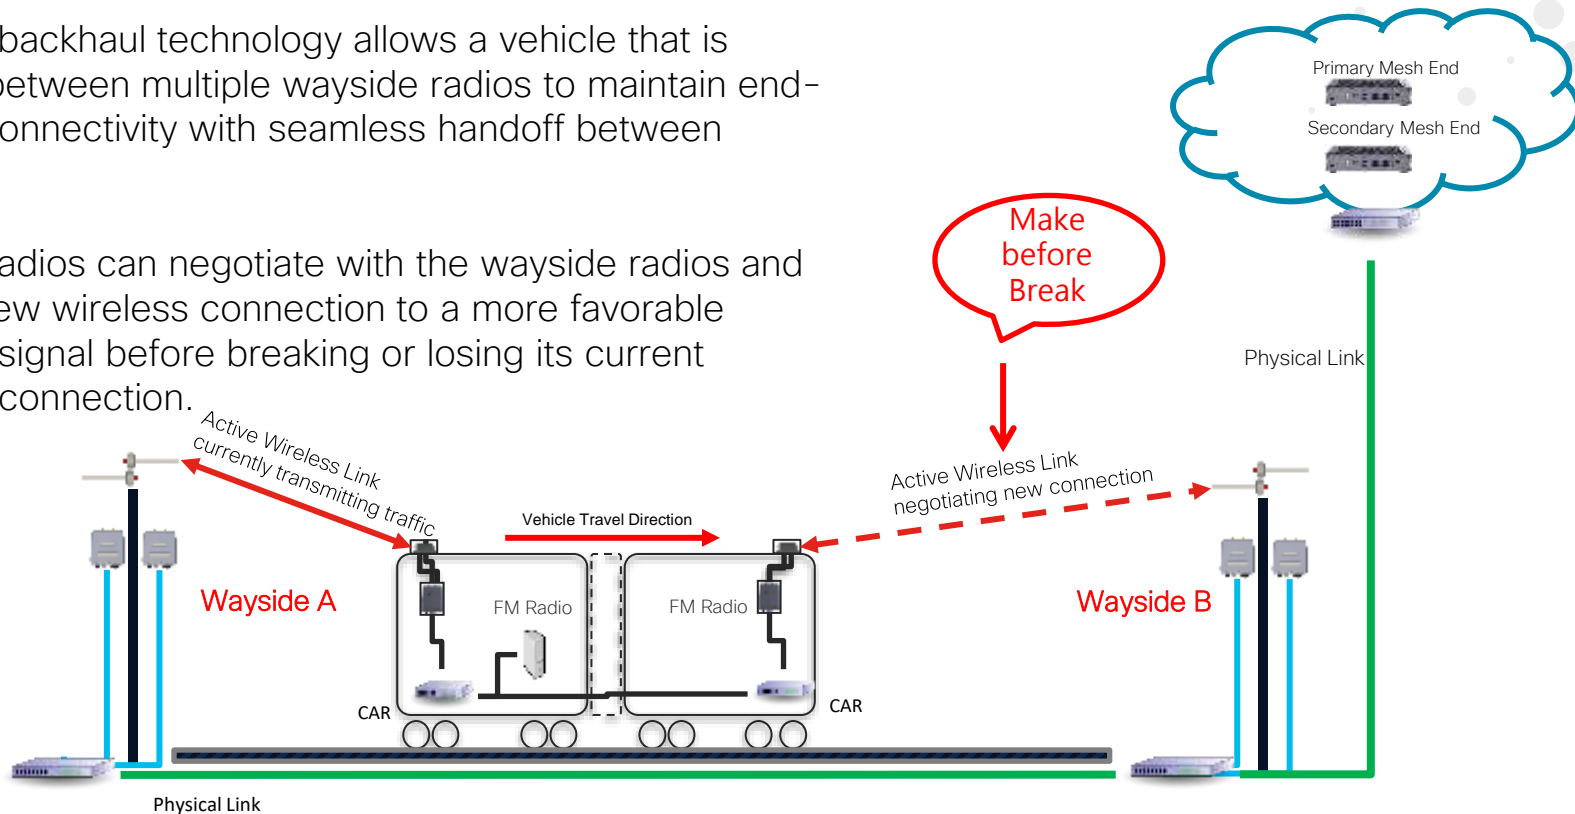 backhaul technology allows a vehicle that is
between multiple wayside radios to maintain end-
onnectivity with seamless handoff between
adios can negotiate with the wayside radios and
ew wireless connection to a more favorable
signal before breaking or losing its current
connection.
Primary Mesh End
Secondary Mesh End
Make
before
Break
Physical Link
Active Wireless Link
currently transmitting traffic
Vehicle Travel Direction
Active Wireless Link
negotiating new connection
Wayside A
FM Radio
FM Radio
Wayside B
CAR
CAR
Physical Link